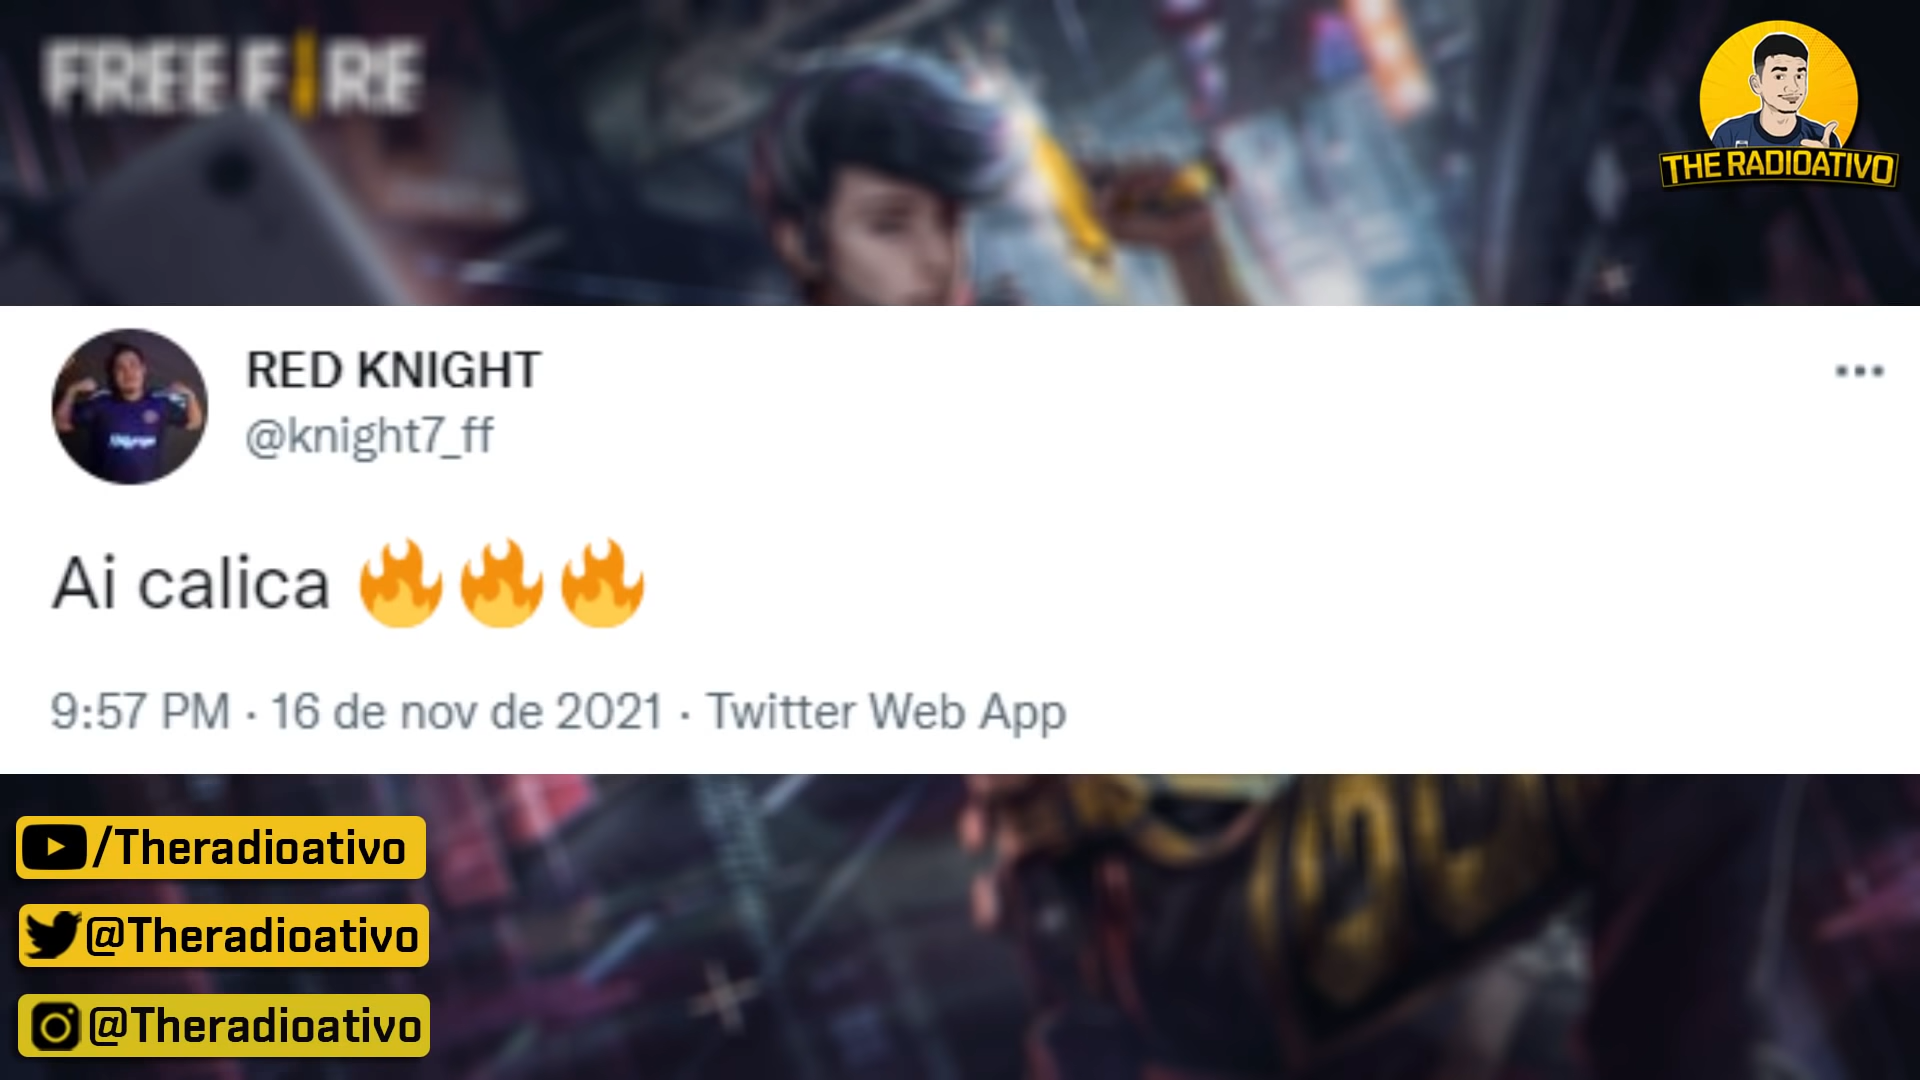 FREE FIRE
THE RADIOATIVO
RED KNIGHT
@knight7_ff
Ai calica 🔥🔥🔥
9:57 PM · 16 de nov de 2021 · Twitter Web App
/Theradioativo
@Theradioativo
@Theradioativo